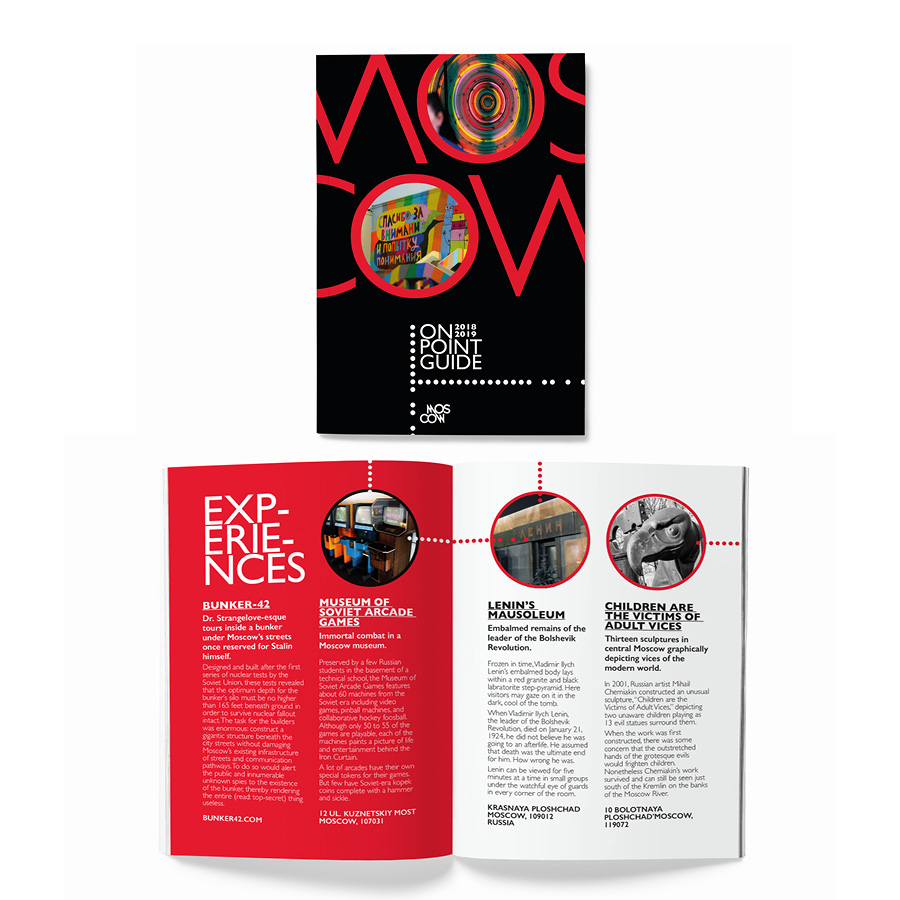 MOS
COW
СПАСИБО ЗА
ВНИМАНИ
И ПОПЫТКУ
ПОНИМАНИЯ
ON 2018
2019
POINT
GUIDE
MOS
COW
EXP-
ERIE-
NCES
BUNKER-42
Dr. Strangelove-esque
tours inside a bunker
under Moscow's streets
once reserved for Stalin
himself.
Designed and built after the first
series of nuclear tests by the
Soviet Union, these tests revealed
that the optimum depth for the
bunker's silo must be no higher
than 165 feet beneath ground in
order to survive nuclear fallout
intact. The task for the builders
was enormous: construct a
gigantic structure beneath the
city streets without damaging
Moscow's existing infrastructure
of streets and communication
pathways. To do so would alert
the public and innumerable
unknown spies to the existence
of the bunker, thereby rendering
the entire (read: top-secret) thing
useless.
BUNKER42.COM
MUSEUM OF
SOVIET ARCADE
GAMES
Immortal combat in a
Moscow museum.
Preserved by a few Russian
students in the basement of a
technical school, the Museum of
Soviet Arcade Games features
about 60 machines from the
Soviet era including video
games, pinball machines, and
collaborative hockey foosball.
Although only 50 to 55 of the
games are playable, each of the
machines paints a picture of life
and entertainment behind the
Iron Curtain.
A lot of arcades have their own
special tokens for their games.
But few have Soviet-era kopek
coins complete with a hammer
and sickle.
12 UL. KUZNETSKIY MOST
MOSCOW, 107031
ЛЕНИН
LENIN'S
MAUSOLEUM
Embalmed remains of the
leader of the Bolshevik
Revolution.
Frozen in time, Vladimir Ilych
Lenin's embalmed body lays
within a red granite and black
labratorite step-pyramid. Here
visitors may gaze on it in the
dark, cool of the tomb.
When Vladimir Ilych Lenin,
the leader of the Bolshevik
Revolution, died on January 21,
1924, he did not believe he was
going to an afterlife. He assumed
that death was the ultimate end
for him. How wrong he was.
Lenin can be viewed for five
minutes at a time in small groups
under the watchful eye of guards
in every corner of the room.
KRASNAYA PLOSHCHAD
MOSCOW, 109012
RUSSIA
CHILDREN ARE
THE VICTIMS OF
ADULT VICES
Thirteen sculptures in
central Moscow graphically
depicting vices of the
modern world.
In 2001, Russian artist Mihail
Chemiakin constructed an unusual
sculpture, "Children are the
Victims of Adult Vices," depicting
two unaware children playing as
13 evil statues surround them.
When the work was first
constructed, there was some
concern that the outstretched
hands of the grotesque evils
would frighten children.
Nonetheless Chemiakin's work
survived and can still be seen just
south of the Kremlin on the banks
of the Moscow River.
10 BOLOTNAYA
PLOSHCHAD'MOSCOW,
119072